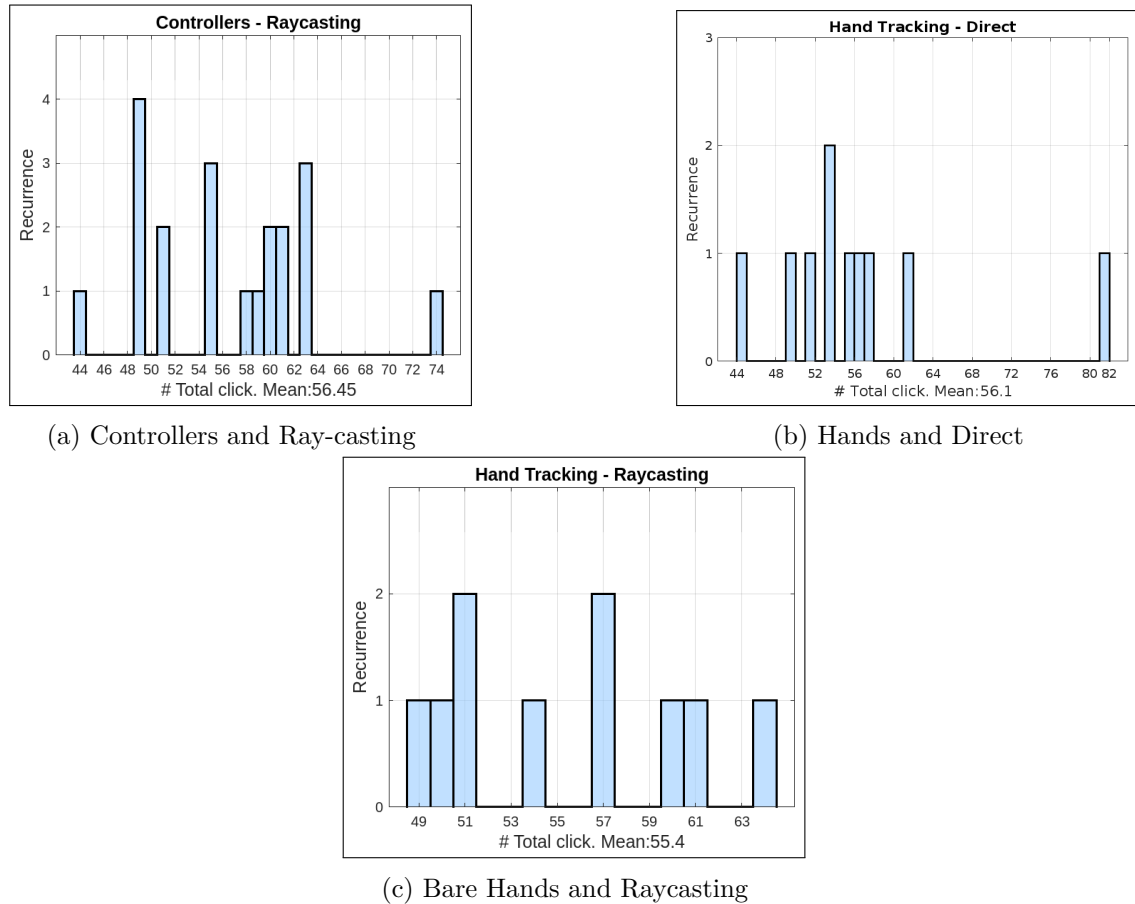 Controllers - Raycasting
Recurrence
4
3
2
1
0
44 46 48 50 52 54 56 58 60 62 64 66 68 70 72 74
# Total click. Mean:56.45
(a) Controllers and Ray-casting
Hand Tracking - Direct
Recurrence
3
2
1
0
44 48 52 56 60 64 68 72 76 80 82
# Total click. Mean:56.1
(b) Hands and Direct
Hand Tracking - Raycasting
Recurrence
2
1
0
49 51 53 55 57 59 61 63
# Total click. Mean:55.4
(c) Bare Hands and Raycasting